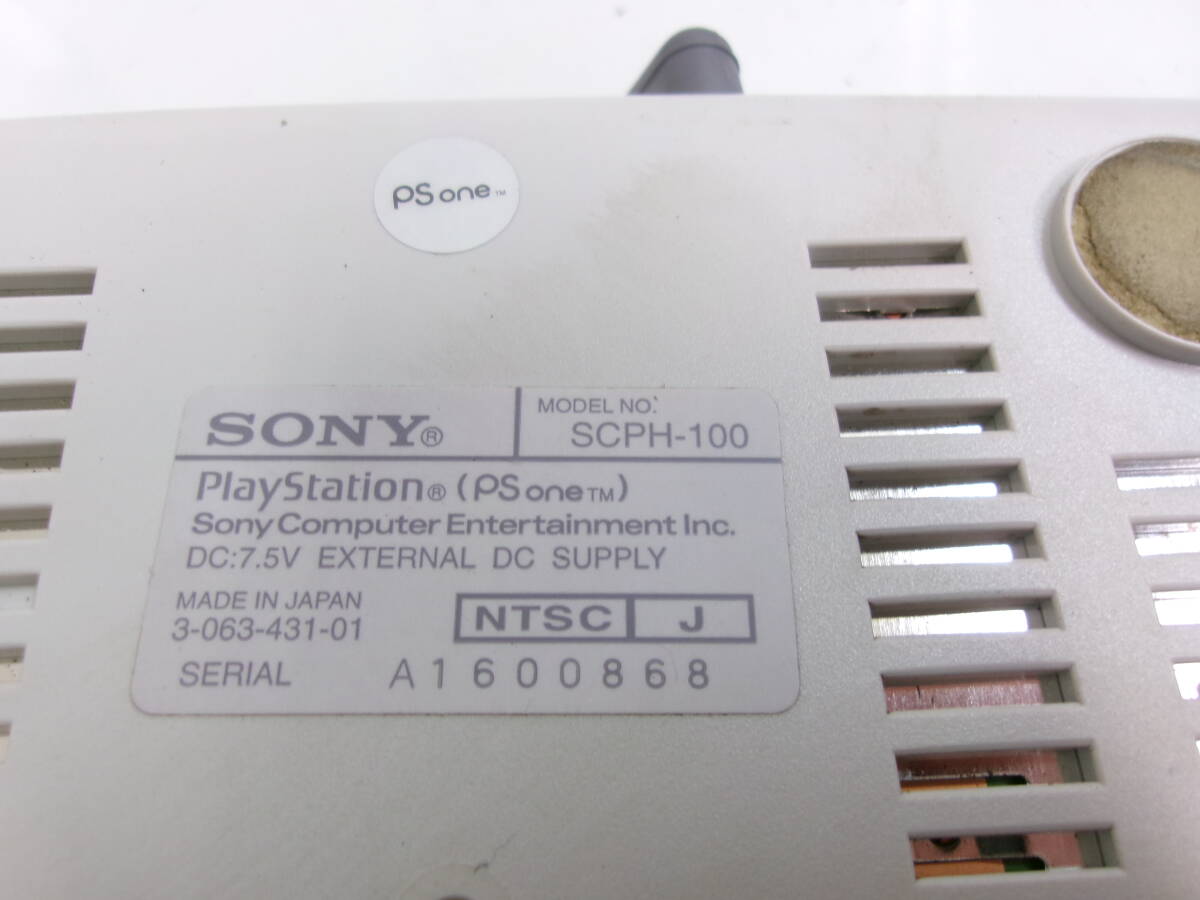 PS one™
SONY®
MODEL NO.
SCPH-100
PlayStation® (PS one™)
Sony Computer Entertainment Inc.
DC:7.5V EXTERNAL DC SUPPLY
MADE IN JAPAN
3-063-431-01
NTSC J
SERIAL A1600868